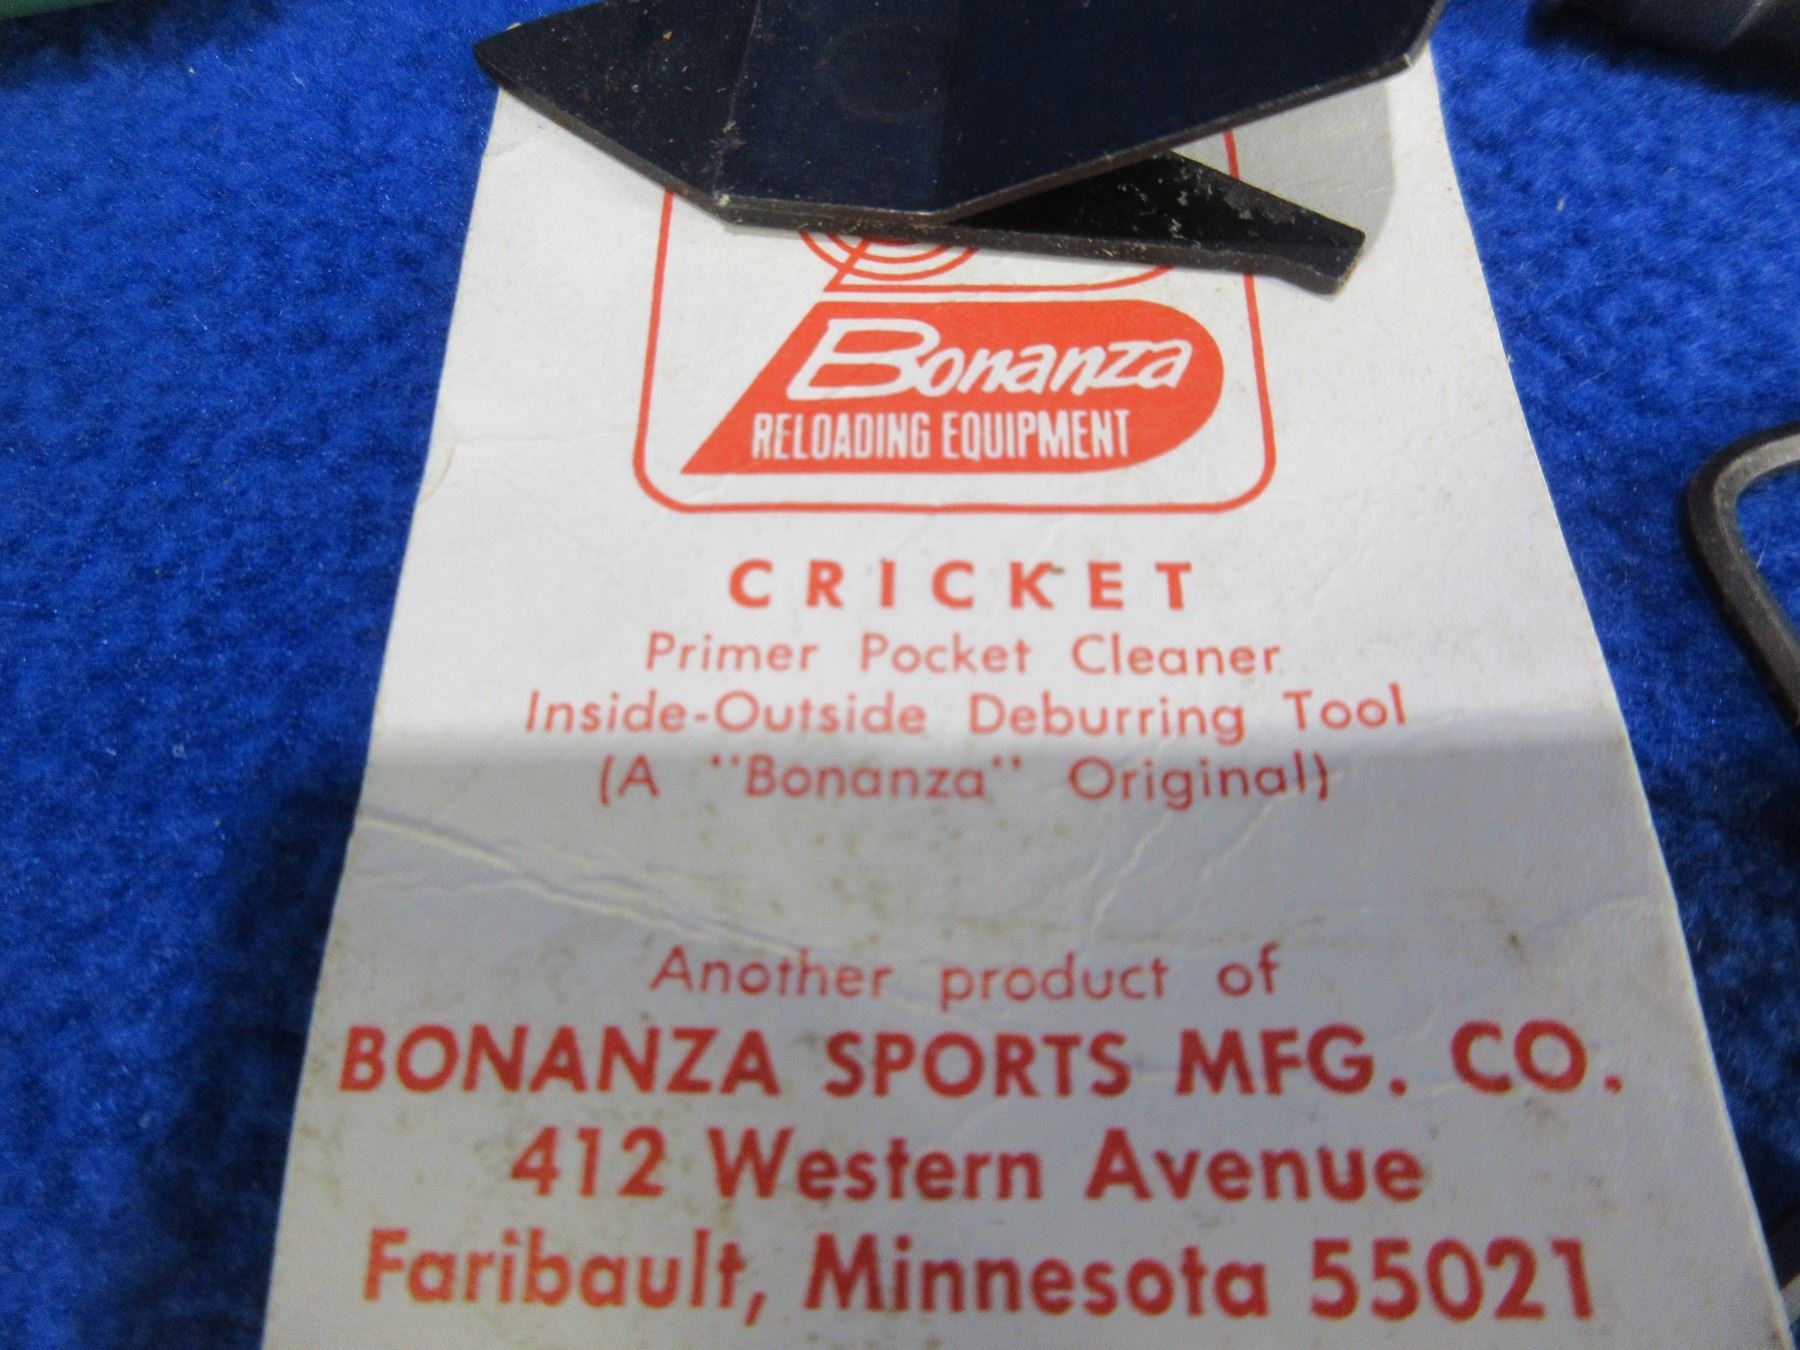 Bonanza
RELOADING EQUIPMENT
CRICKET
Primer Pocket Cleaner
Inside-Outside Deburring Tool
(A "Bonanza" Original)
Another product of
BONANZA SPORTS MFG. CO.
412 Western Avenue
Faribault, Minnesota 55021